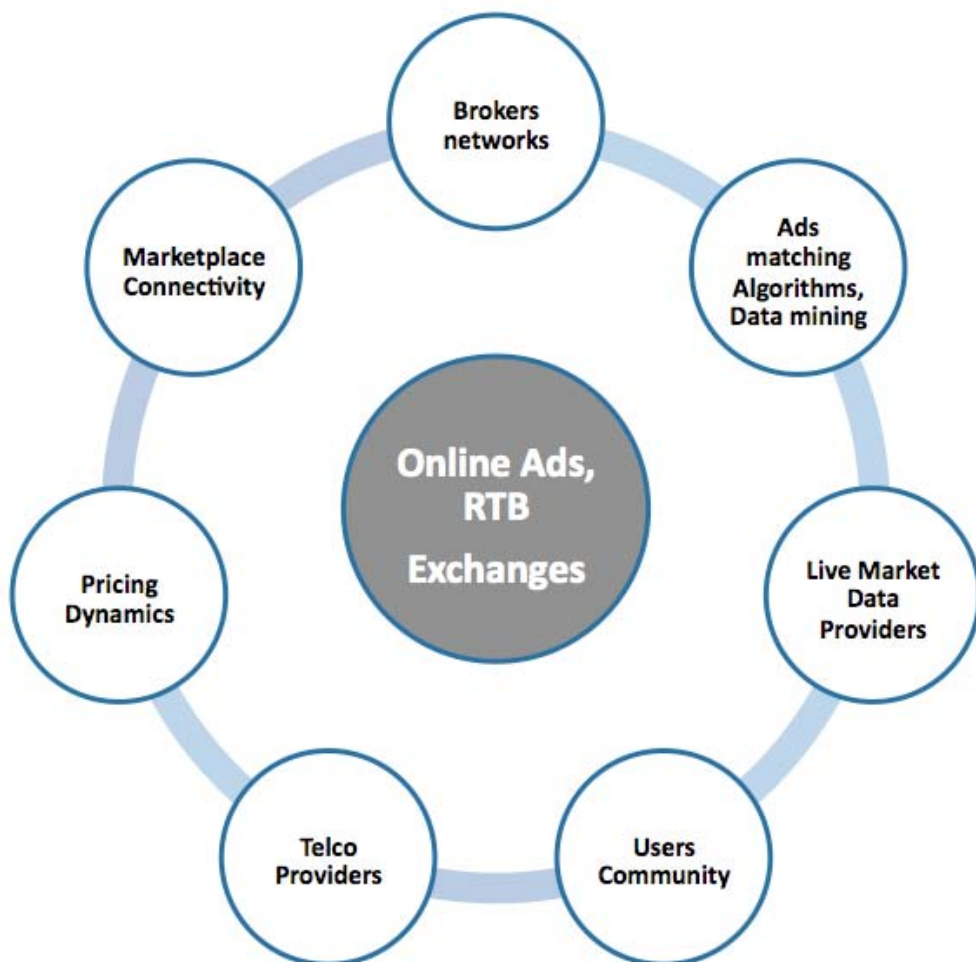 Brokers
networks
Ads
matching
Algorithms,
Data mining
Live Market
Data
Providers
Users
Community
Telco
Providers
Pricing
Dynamics
Marketplace
Connectivity
Online Ads,
RTB
Exchanges